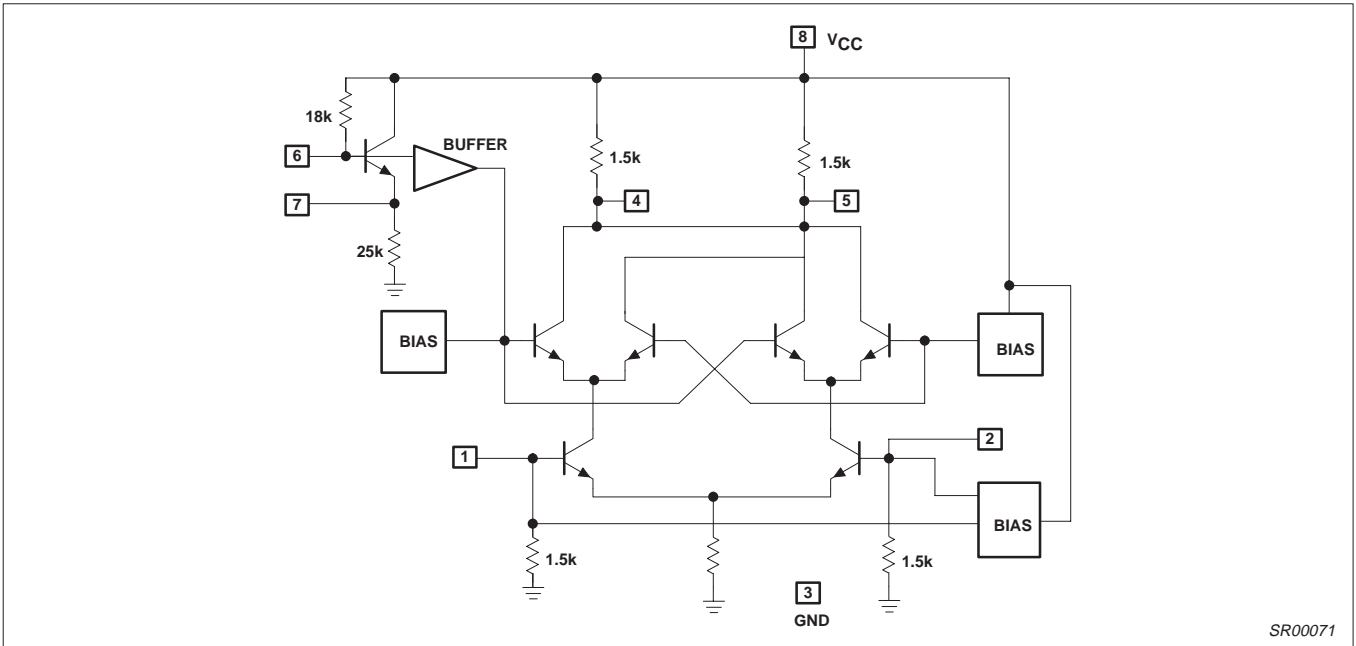 8 VCC
18k
BUFFER
6
1.5k
1.5k
7
4
5
25k
BIAS
BIAS
1
2
BIAS
1.5k
1.5k
3
GND
SR00071